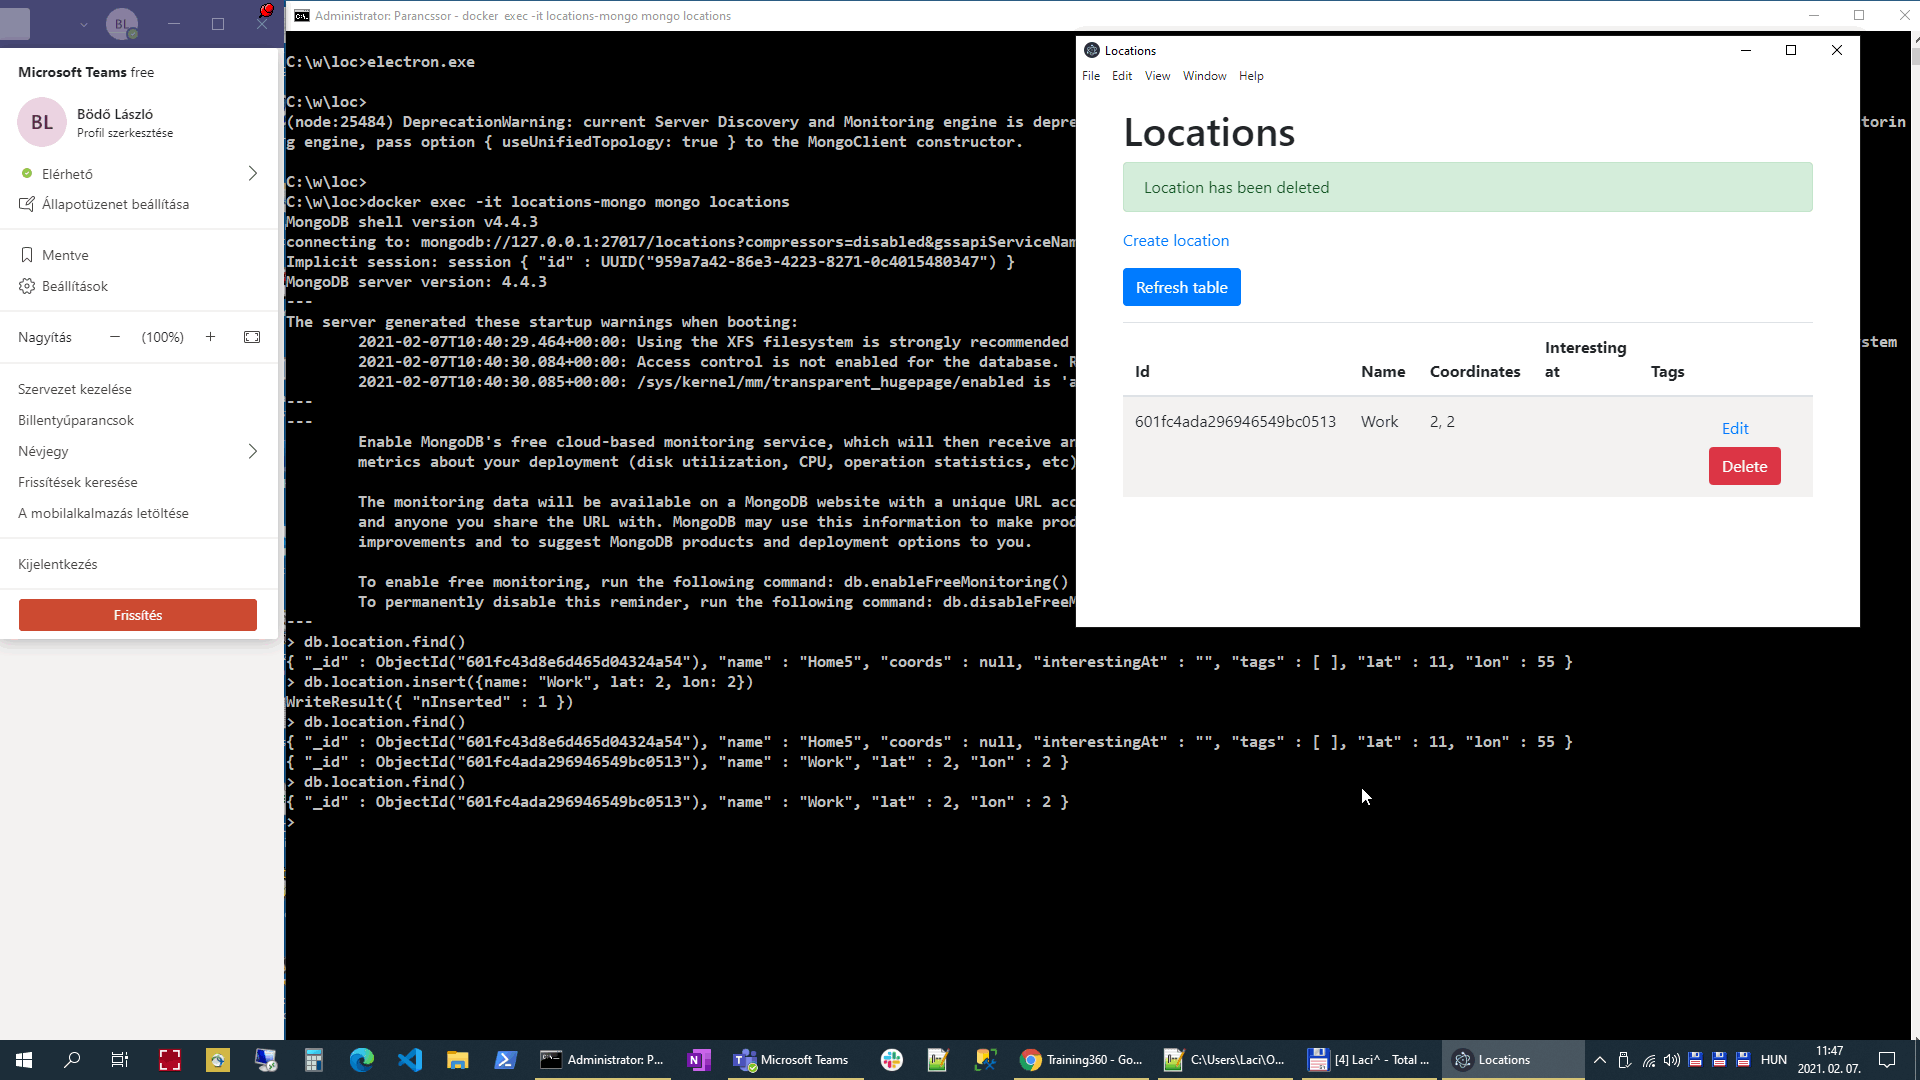 BL
Microsoft Teams free
BL
Bödő László
Profil szerkesztése
Elérhető
Állapotüzenet beállítása
Mentve
Beállítások
Nagyítás — (100%) +
Szervezet kezelése
Billentyűparancsok
Névjegy
Frissítések keresése
A mobilalkalmazás letöltése
Kijelentkezés
Frissítés
Administrator: Parancssor - docker exec -it locations-mongo mongo locations
C:\w\loc>electron.exe
C:\w\loc>
(node:25484) DeprecationWarning: current Server Discovery and Monitoring engine is depre
torin
g engine, pass option { useUnifiedTopology: true } to the MongoClient constructor.
C:\w\loc>
C:\w\loc>docker exec -it locations-mongo mongo locations
MongoDB shell version v4.4.3
connecting to: mongodb://127.0.0.1:27017/locations?compressors=disabled&gssapiServiceNam
Implicit session: session { "id" : UUID("959a7a42-86e3-4223-8271-0c4015480347") }
MongoDB server version: 4.4.3
---
The server generated these startup warnings when booting:
2021-02-07T10:40:29.464+00:00: Using the XFS filesystem is strongly recommended
stem
2021-02-07T10:40:30.084+00:00: Access control is not enabled for the database. R
2021-02-07T10:40:30.085+00:00: /sys/kernel/mm/transparent_hugepage/enabled is 'a
---
---
Enable MongoDB's free cloud-based monitoring service, which will then receive an
metrics about your deployment (disk utilization, CPU, operation statistics, etc)
The monitoring data will be available on a MongoDB website with a unique URL acc
and anyone you share the URL with. MongoDB may use this information to make prod
improvements and to suggest MongoDB products and deployment options to you.
To enable free monitoring, run the following command: db.enableFreeMonitoring()
To permanently disable this reminder, run the following command: db.disableFreeM
---
> db.location.find()
{ "_id" : ObjectId("601fc43d8e6d465d04324a54"), "name" : "Home5", "coords" : null, "interestingAt" : "", "tags" : [ ], "lat" : 11, "lon" : 55 }
> db.location.insert({name: "Work", lat: 2, lon: 2})
WriteResult({ "nInserted" : 1 })
> db.location.find()
{ "_id" : ObjectId("601fc43d8e6d465d04324a54"), "name" : "Home5", "coords" : null, "interestingAt" : "", "tags" : [ ], "lat" : 11, "lon" : 55 }
{ "_id" : ObjectId("601fc4ada296946549bc0513"), "name" : "Work", "lat" : 2, "lon" : 2 }
> db.location.find()
{ "_id" : ObjectId("601fc4ada296946549bc0513"), "name" : "Work", "lat" : 2, "lon" : 2 }
>
Locations
File Edit View Window Help
Locations
Location has been deleted
Create location
Refresh table
Id Name Coordinates Interesting at Tags
601fc4ada296946549bc0513 Work 2, 2
Edit
Delete
Administrator: P... Microsoft Teams Training360 - Go... C:\Users\Laci\O... [4] Laci^ - Total ... Locations HUN 11:47
2021. 02. 07.